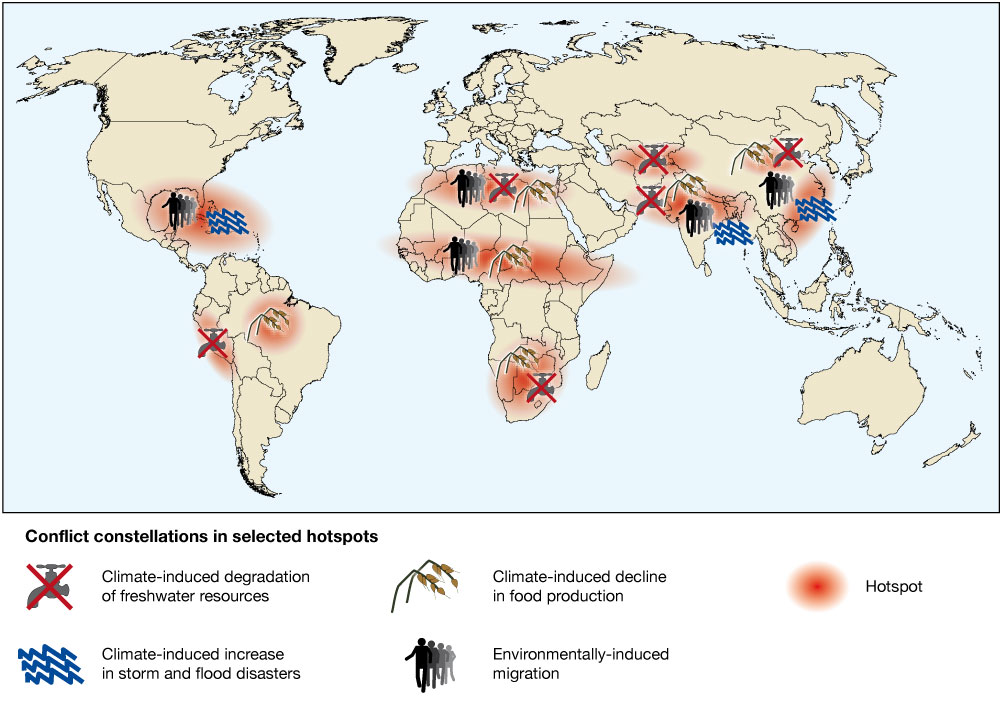 Conflict constellations in selected hotspots
Climate-induced degradation
of freshwater resources
Climate-induced decline
in food production
Hotspot
Climate-induced increase
in storm and flood disasters
Environmentally-induced
migration